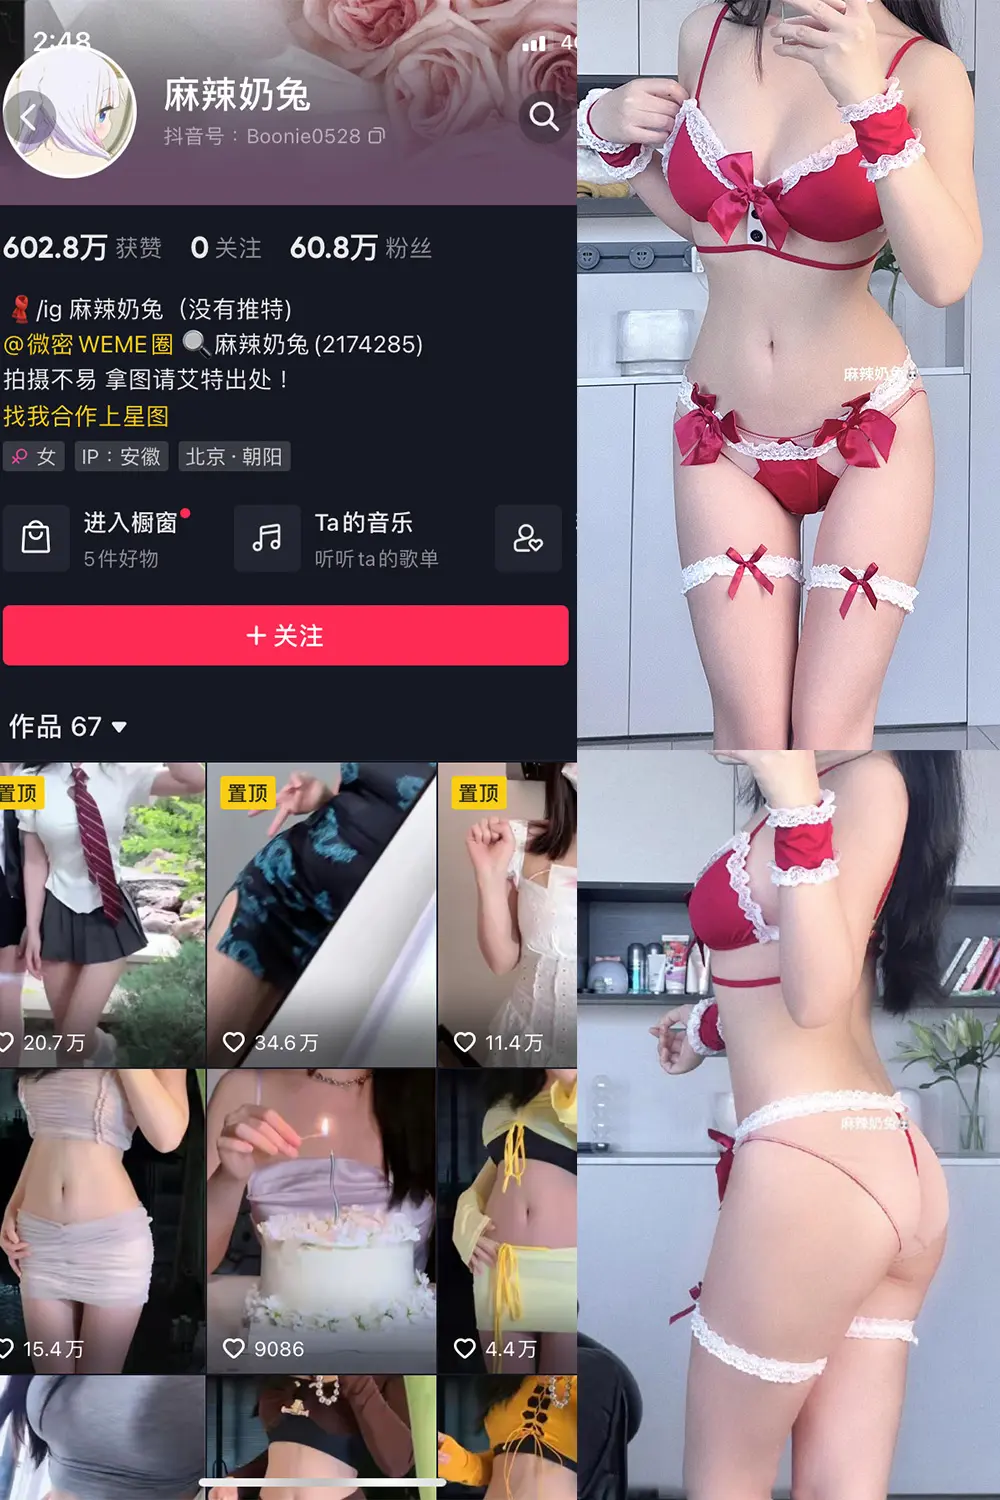 2:48
4G
麻辣奶兔
抖音号：Boonie0528
602.8万 获赞 0 关注 60.8万 粉丝
/ig 麻辣奶兔（没有推特)
@微密 WEME圈 麻辣奶兔 (2174285)
拍摄不易 拿图请艾特出处！
找我合作上星图
女 IP：安徽 北京·朝阳
进入橱窗
5件好物
Ta的音乐
听听ta的歌单
+ 关注
作品 67
置顶
置顶
置顶
20.7万
34.6万
11.4万
15.4万
9086
4.4万
麻辣奶兔
麻辣奶兔